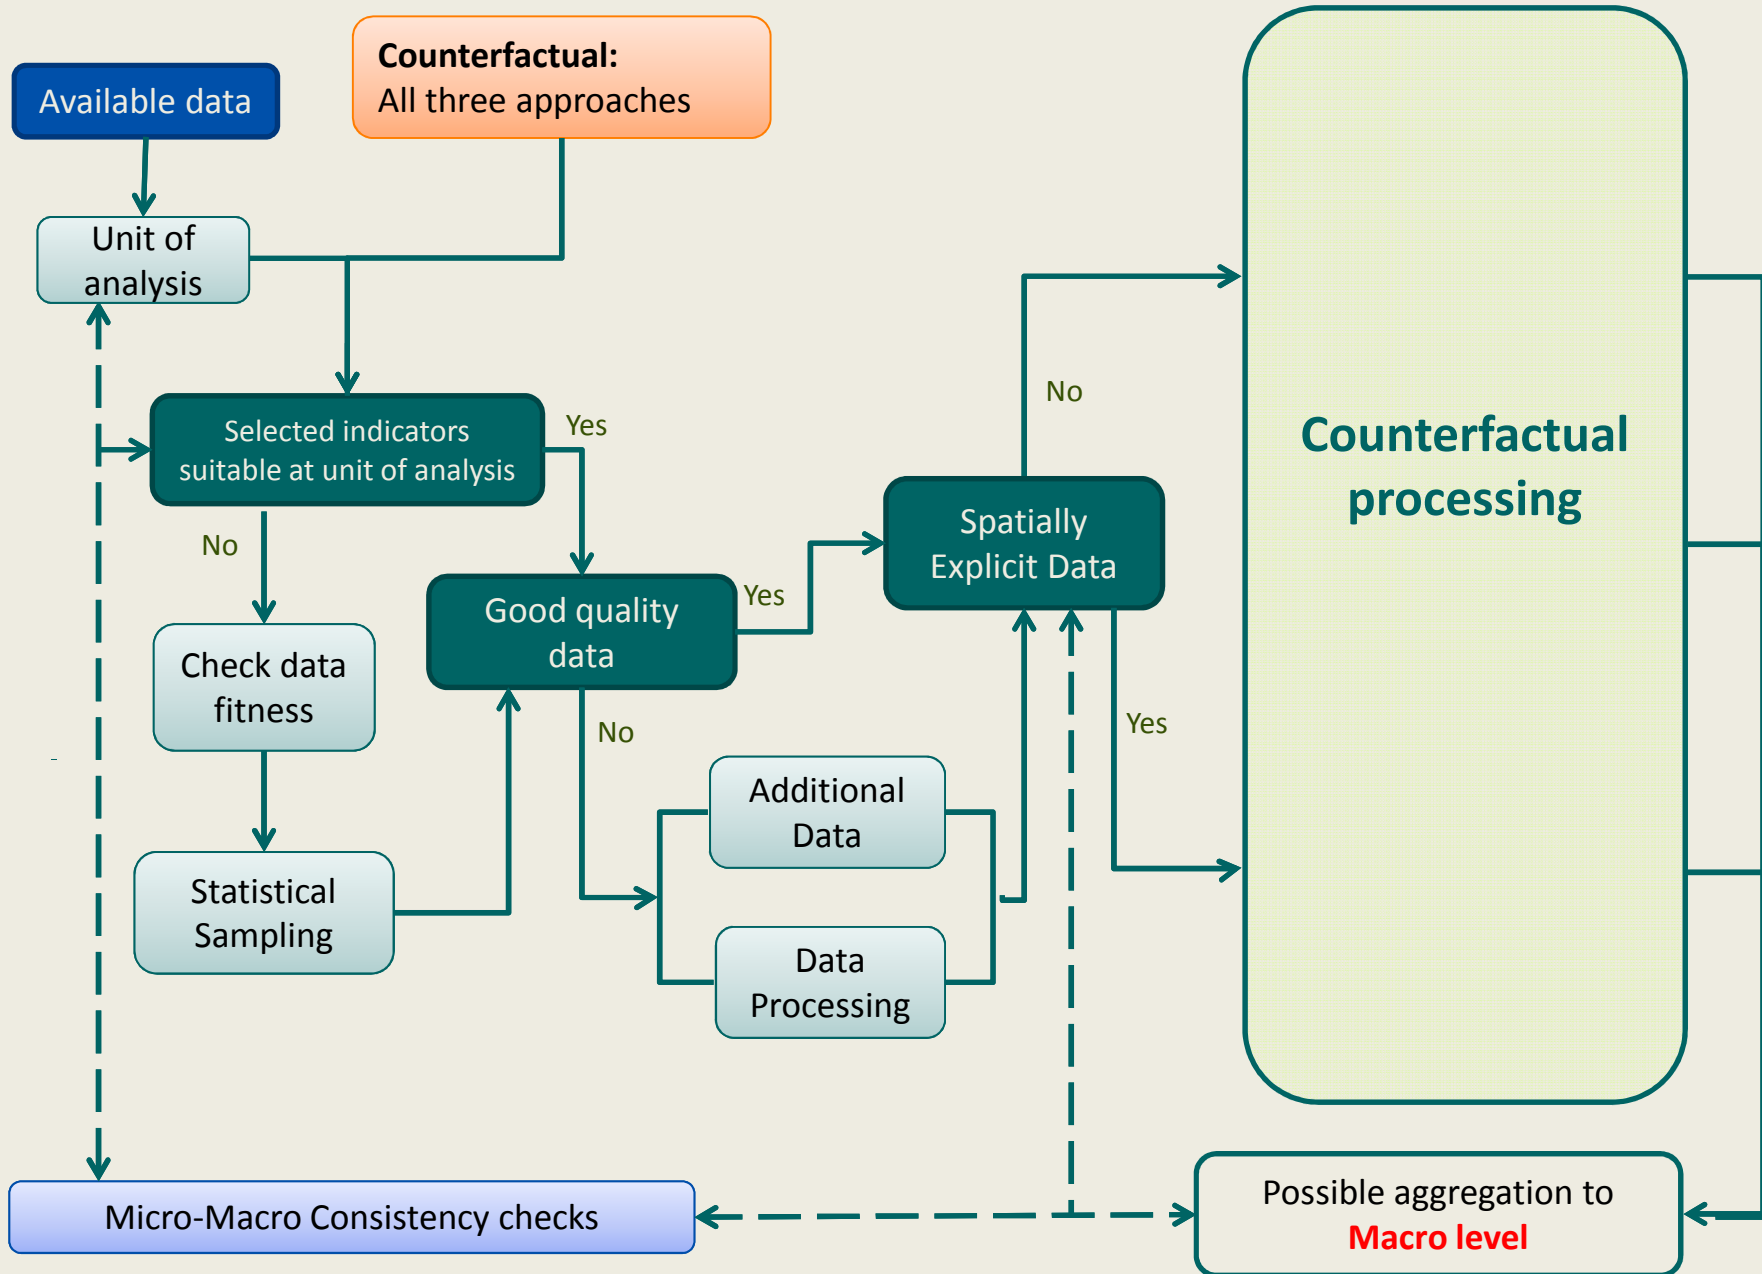 Counterfactual:
All three approaches
Available data
Unit of
analysis
Selected indicators
suitable at unit of analysis
Yes
No
No
Counterfactual
processing
Spatially
Explicit Data
Good quality
data
Yes
Check data
fitness
No
Yes
Additional
Data
Statistical
Sampling
Data
Processing
Micro-Macro Consistency checks
Possible aggregation to
Macro level